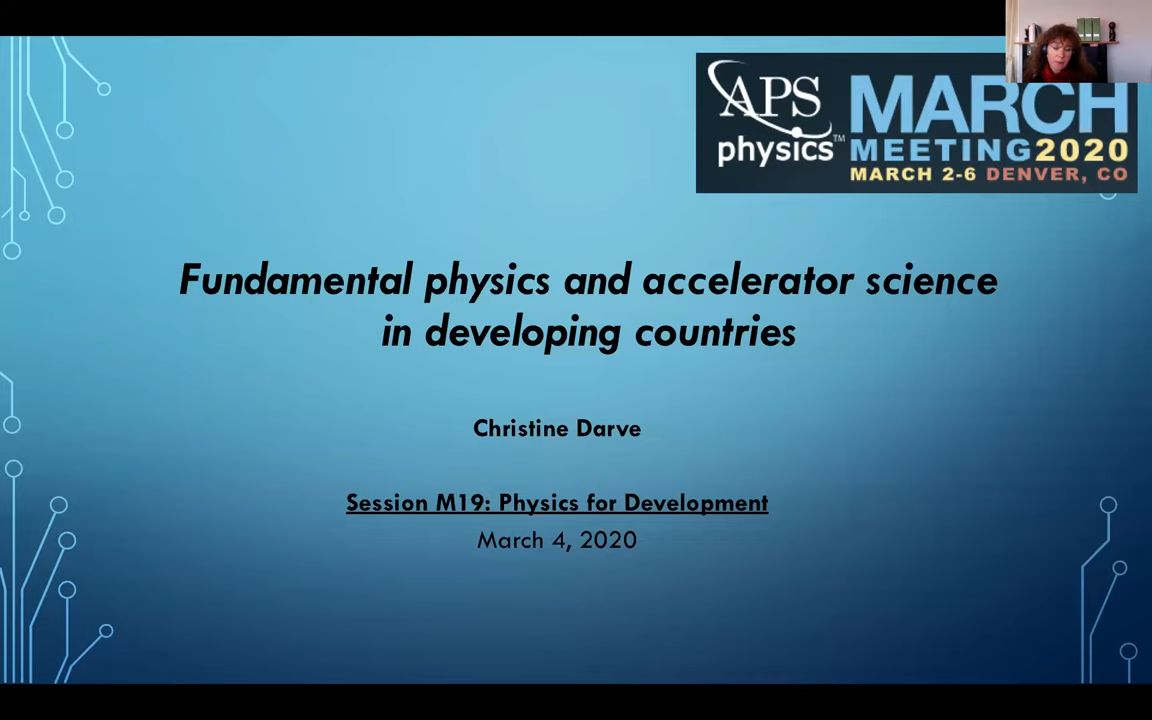 APS
physics™
MARCH
MEETING2020
MARCH 2-6 DENVER, CO
Fundamental physics and accelerator science
in developing countries
Christine Darve
Session M19: Physics for Development
March 4, 2020